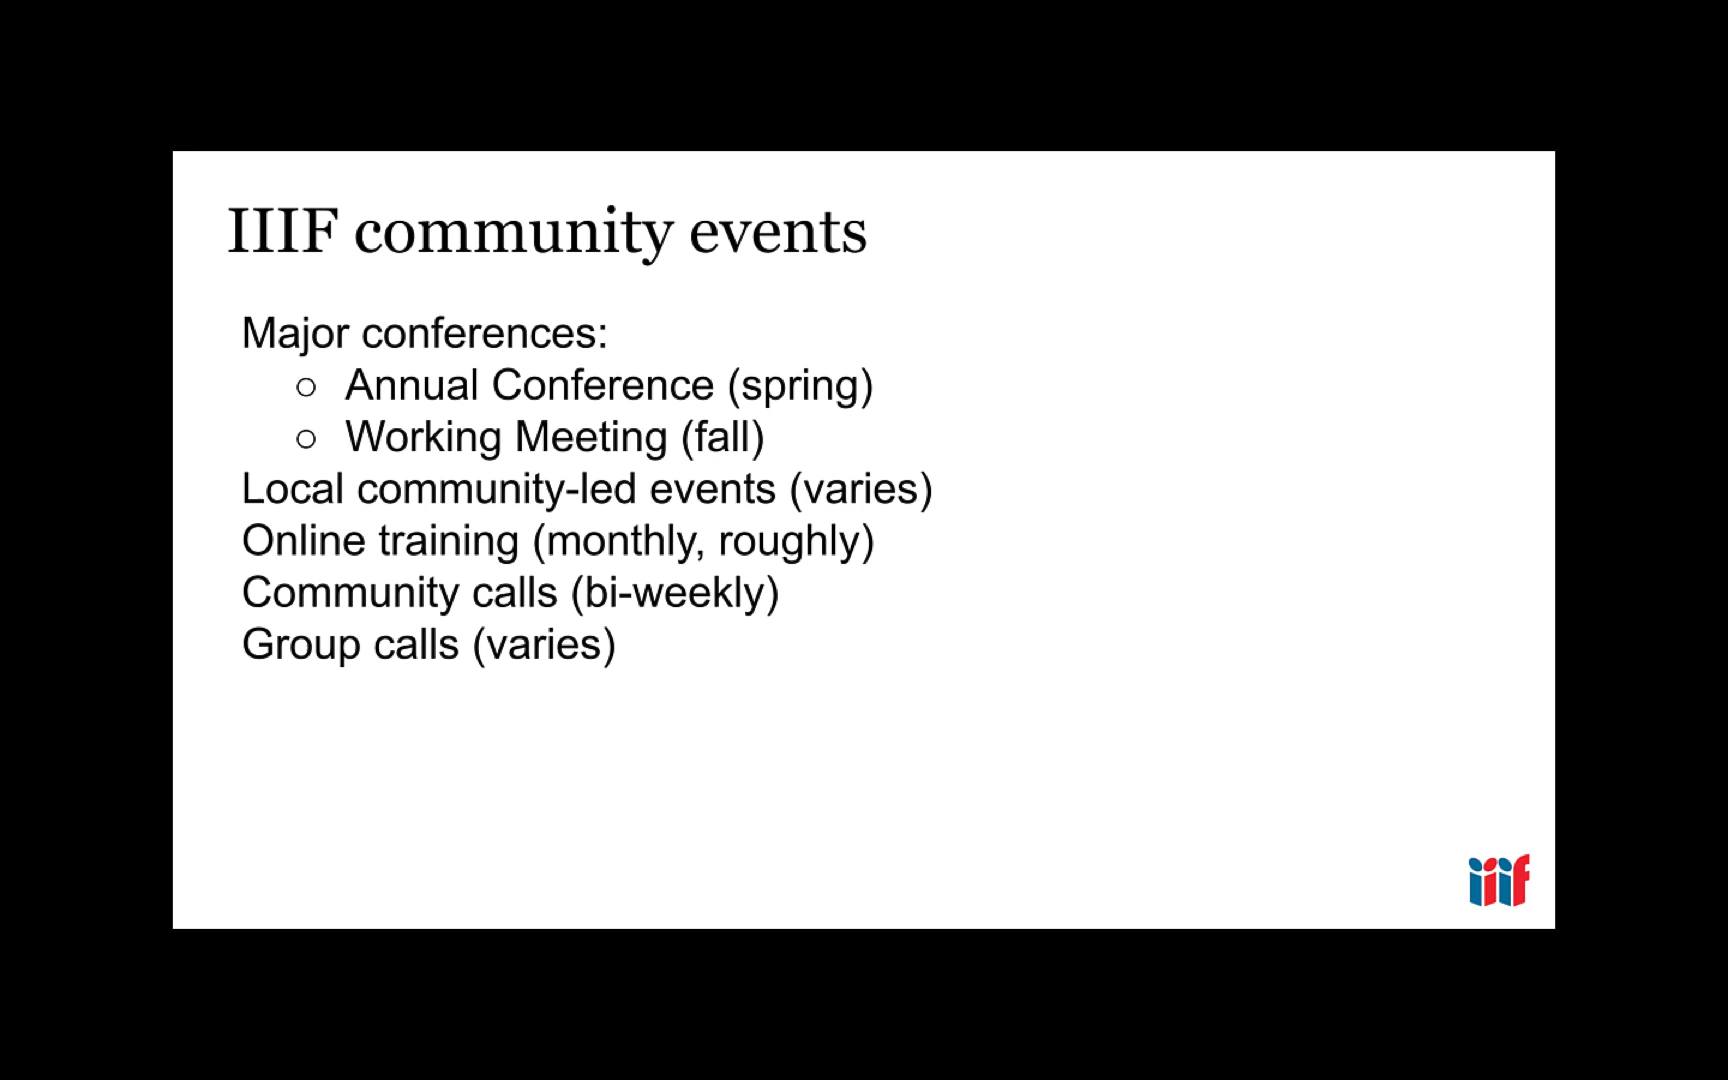 IIIF community events
Major conferences:
○ Annual Conference (spring)
○ Working Meeting (fall)
Local community-led events (varies)
Online training (monthly, roughly)
Community calls (bi-weekly)
Group calls (varies)
iiif